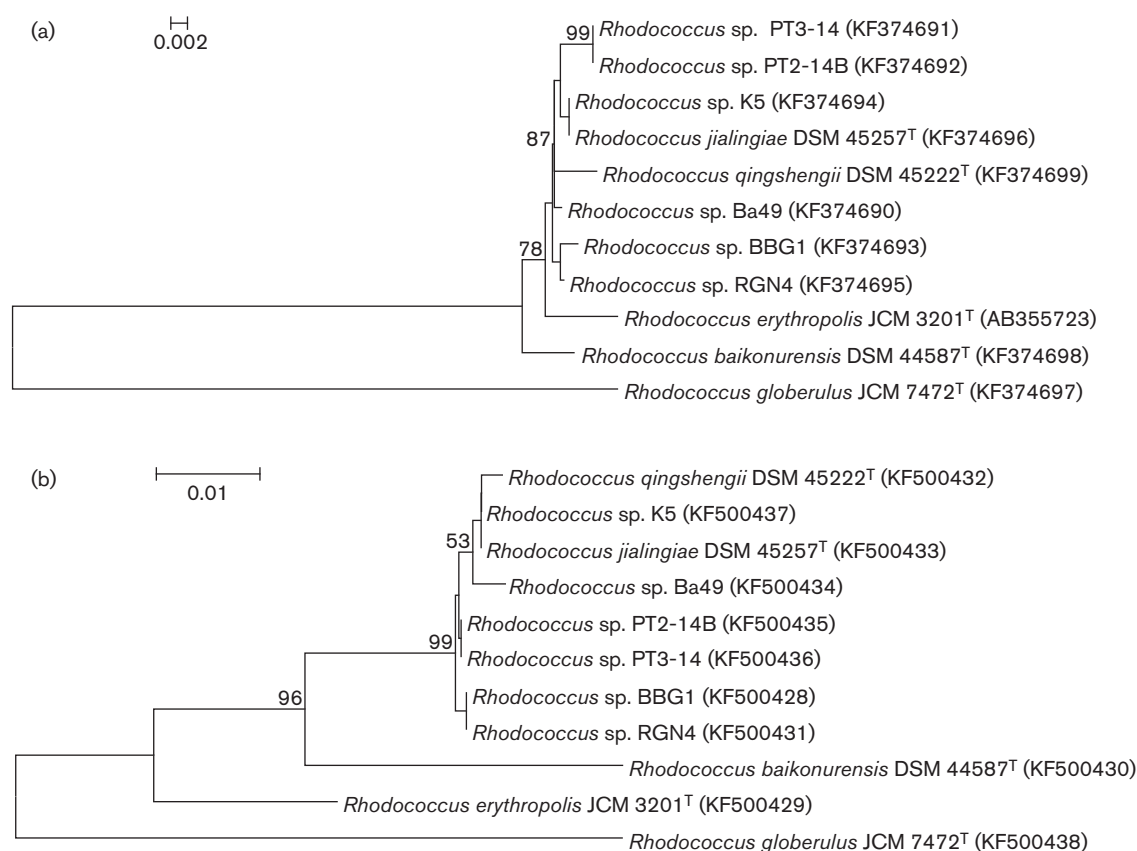 (a)
0.002
99
Rhodococcus sp. PT3-14 (KF374691)
Rhodococcus sp. PT2-14B (KF374692)
Rhodococcus sp. K5 (KF374694)
Rhodococcus jialingiae DSM 45257ᵀ (KF374696)
87
Rhodococcus qingshengii DSM 45222ᵀ (KF374699)
Rhodococcus sp. Ba49 (KF374690)
Rhodococcus sp. BBG1 (KF374693)
78
Rhodococcus sp. RGN4 (KF374695)
Rhodococcus erythropolis JCM 3201ᵀ (AB355723)
Rhodococcus baikonurensis DSM 44587ᵀ (KF374698)
Rhodococcus globerulus JCM 7472ᵀ (KF374697)
(b)
0.01
Rhodococcus qingshengii DSM 45222ᵀ (KF500432)
Rhodococcus sp. K5 (KF500437)
53
Rhodococcus jialingiae DSM 45257ᵀ (KF500433)
Rhodococcus sp. Ba49 (KF500434)
Rhodococcus sp. PT2-14B (KF500435)
99
Rhodococcus sp. PT3-14 (KF500436)
96
Rhodococcus sp. BBG1 (KF500428)
Rhodococcus sp. RGN4 (KF500431)
Rhodococcus baikonurensis DSM 44587ᵀ (KF500430)
Rhodococcus erythropolis JCM 3201ᵀ (KF500429)
Rhodococcus globerulus JCM 7472ᵀ (KF500438)